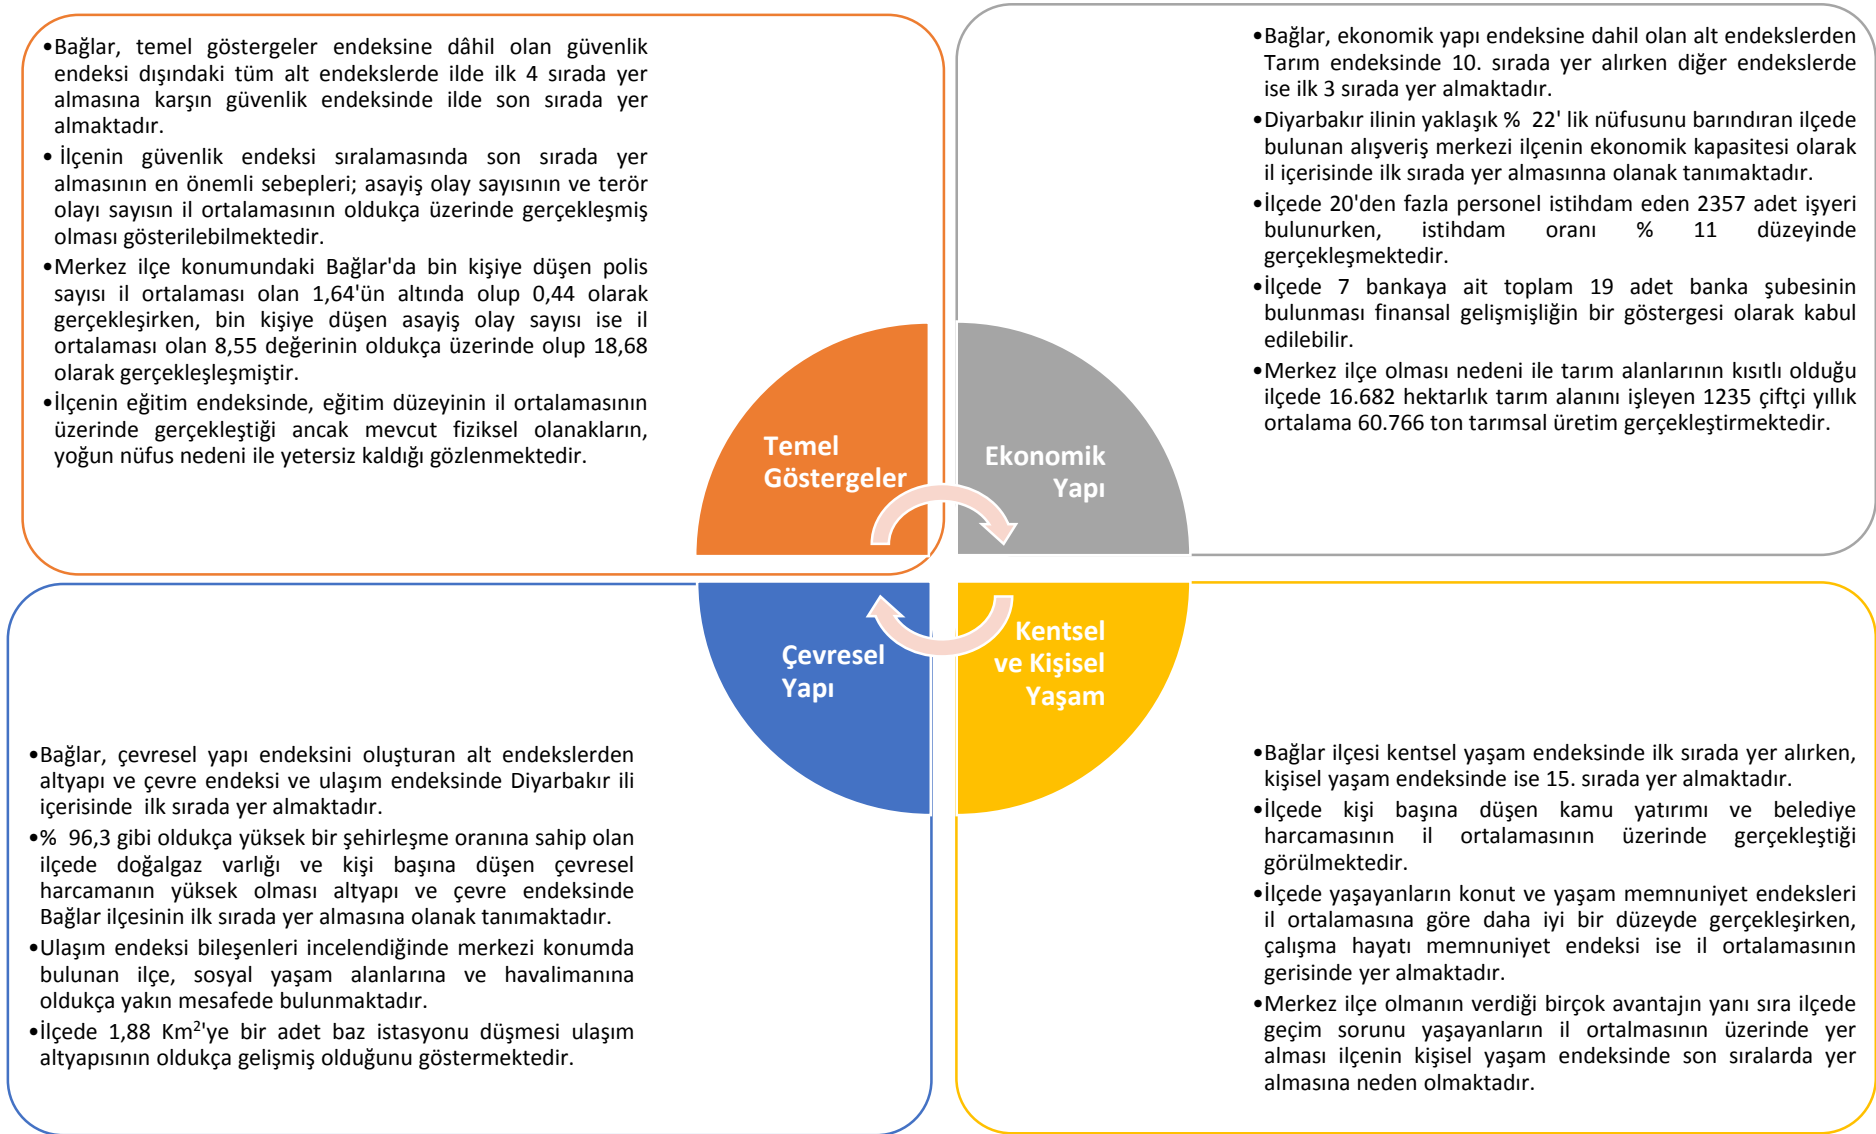 •Bağlar, temel göstergeler endeksine dâhil olan güvenlik
endeksi dışındaki tüm alt endekslerde ilde ilk 4 sırada yer
almasına karşın güvenlik endeksinde ilde son sırada yer
almaktadır.
• İlçenin güvenlik endeksi sıralamasında son sırada yer
almasının en önemli sebepleri; asayiş olay sayısının ve terör
olayı sayısın il ortalamasının oldukça üzerinde gerçekleşmiş
olması gösterilebilmektedir.
•Merkez ilçe konumundaki Bağlar'da bin kişiye düşen polis
sayısı il ortalaması olan 1,64'ün altında olup 0,44 olarak
gerçekleşirken, bin kişiye düşen asayiş olay sayısı ise il
ortalaması olan 8,55 değerinin oldukça üzerinde olup 18,68
olarak gerçekleşleşmiştir.
•İlçenin eğitim endeksinde, eğitim düzeyinin il ortalamasının
üzerinde gerçekleştiği ancak mevcut fiziksel olanakların,
yoğun nüfus nedeni ile yetersiz kaldığı gözlenmektedir.
•Bağlar, ekonomik yapı endeksine dahil olan alt endekslerden
Tarım endeksinde 10. sırada yer alırken diğer endekslerde
ise ilk 3 sırada yer almaktadır.
•Diyarbakır ilinin yaklaşık % 22' lik nüfusunu barındıran ilçede
bulunan alışveriş merkezi ilçenin ekonomik kapasitesi olarak
il içerisinde ilk sırada yer almasınna olanak tanımaktadır.
•İlçede 20'den fazla personel istihdam eden 2357 adet işyeri
bulunurken, istihdam oranı % 11 düzeyinde
gerçekleşmektedir.
•İlçede 7 bankaya ait toplam 19 adet banka şubesinin
bulunması finansal gelişmişliğin bir göstergesi olarak kabul
edilebilir.
•Merkez ilçe olması nedeni ile tarım alanlarının kısıtlı olduğu
ilçede 16.682 hektarlık tarım alanını işleyen 1235 çiftçi yıllık
ortalama 60.766 ton tarımsal üretim gerçekleştirmektedir.
Temel
Göstergeler
Ekonomik
Yapı
Çevresel
Yapı
Kentsel
ve Kişisel
Yaşam
•Bağlar, çevresel yapı endeksini oluşturan alt endekslerden
altyapı ve çevre endeksi ve ulaşım endeksinde Diyarbakır ili
içerisinde ilk sırada yer almaktadır.
•% 96,3 gibi oldukça yüksek bir şehirleşme oranına sahip olan
ilçede doğalgaz varlığı ve kişi başına düşen çevresel
harcamanın yüksek olması altyapı ve çevre endeksinde
Bağlar ilçesinin ilk sırada yer almasına olanak tanımaktadır.
•Ulaşım endeksi bileşenleri incelendiğinde merkezi konumda
bulunan ilçe, sosyal yaşam alanlarına ve havalimanına
oldukça yakın mesafede bulunmaktadır.
•İlçede 1,88 Km²'ye bir adet baz istasyonu düşmesi ulaşım
altyapısının oldukça gelişmiş olduğunu göstermektedir.
•Bağlar ilçesi kentsel yaşam endeksinde ilk sırada yer alırken,
kişisel yaşam endeksinde ise 15. sırada yer almaktadır.
•İlçede kişi başına düşen kamu yatırımı ve belediye
harcamasının il ortalamasının üzerinde gerçekleştiği
görülmektedir.
•İlçede yaşayanların konut ve yaşam memnuniyet endeksleri
il ortalamasına göre daha iyi bir düzeyde gerçekleşirken,
çalışma hayatı memnuniyet endeksi ise il ortalamasının
gerisinde yer almaktadır.
•Merkez ilçe olmanın verdiği birçok avantajın yanı sıra ilçede
geçim sorunu yaşayanların il ortalmasının üzerinde yer
alması ilçenin kişisel yaşam endeksinde son sıralarda yer
almasına neden olmaktadır.